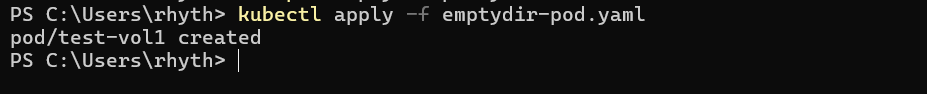 PS C:\Users\rhyth> kubectl apply -f emptydir-pod.yaml
pod/test-vol1 created
PS C:\Users\rhyth>